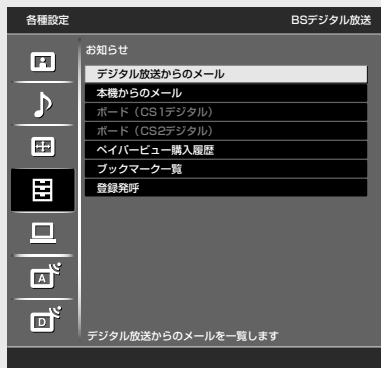 各種設定
BSデジタル放送
お知らせ
デジタル放送からのメール
本機からのメール
ボード（CS1デジタル）
ボード（CS2デジタル）
ペイパービュー購入履歴
ブックマーク一覧
登録発呼
A
D
デジタル放送からのメールを一覧します